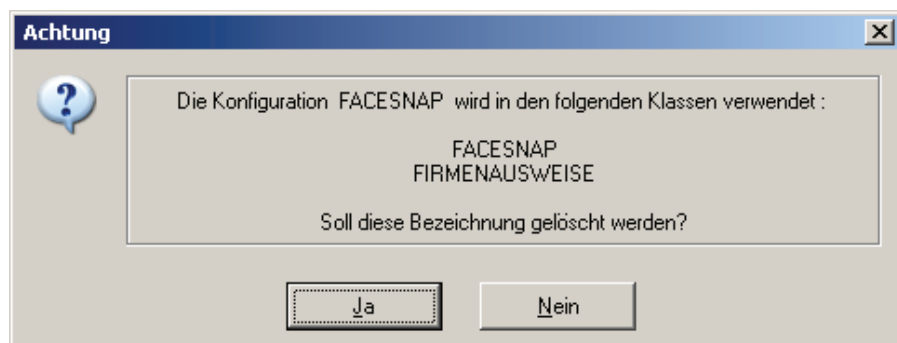 Achtung
Die Konfiguration FACESNAP wird in den folgenden Klassen verwendet :
FACESNAP
FIRMENAUSWEISE
Soll diese Bezeichnung gelöscht werden?
Ja
Nein